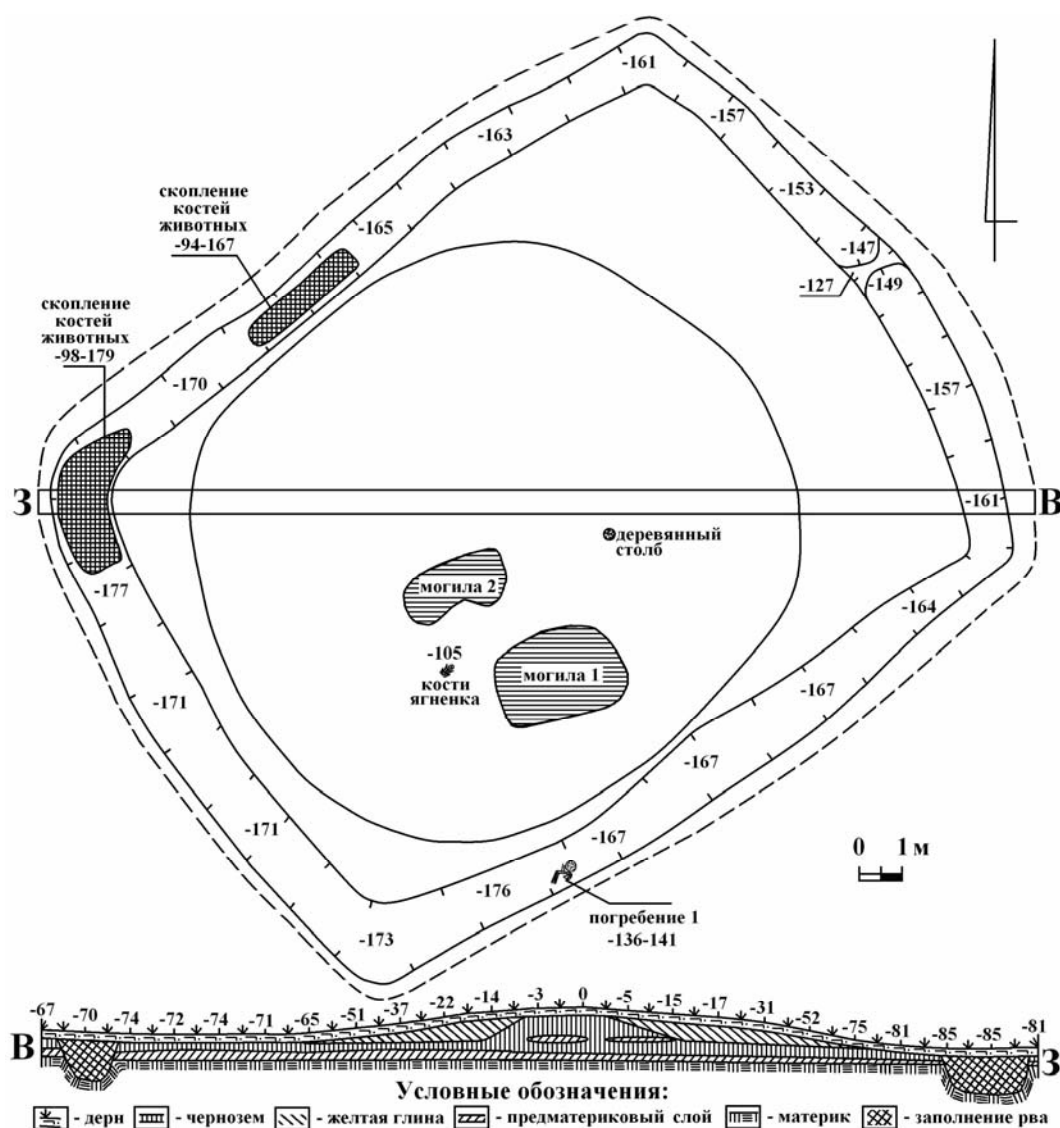 -161
-157
-163
-153
скопление
костей
животных
-94-167
-165
-147
-127
-149
скопление
костей
животных
-98-179
-170
-157
З
-161
В
деревянный
столб
-177
могила 2
-164
-105
кости
ягненка
могила 1
-167
-171
-167
-171
-167
0 1 м
-176
погребение 1
-136-141
-173
-67 -70 -74 -72 -74 -71 -65 -51 -37 -22 -14 -3 0 -5 -15 -17 -31 -52 -75 -81 -85 -85 -81
В З
Условные обозначения:
- дерн - чернозем - желтая глина - предматериковый слой - материк - заполнение рва